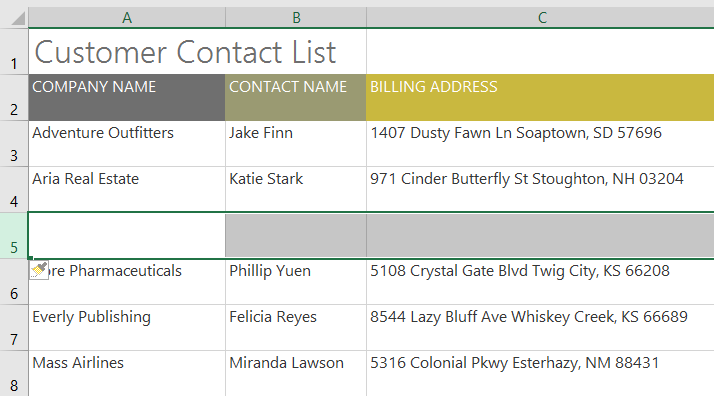 A B C
1 Customer Contact List
2 COMPANY NAME CONTACT NAME BILLING ADDRESS
3 Adventure Outfitters Jake Finn 1407 Dusty Fawn Ln Soaptown, SD 57696
4 Aria Real Estate Katie Stark 971 Cinder Butterfly St Stoughton, NH 03204
5
6 Pharmaceuticals Phillip Yuen 5108 Crystal Gate Blvd Twig City, KS 66208
7 Everly Publishing Felicia Reyes 8544 Lazy Bluff Ave Whiskey Creek, KS 66689
8 Mass Airlines Miranda Lawson 5316 Colonial Pkwy Esterhazy, NM 88431